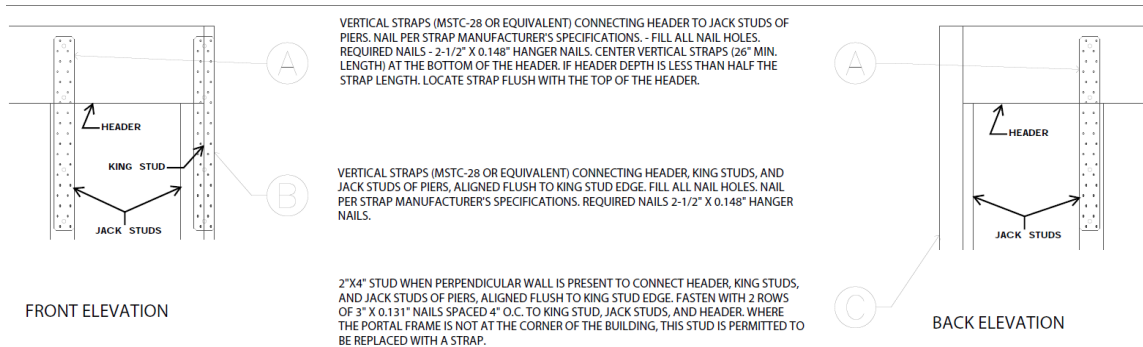 VERTICAL STRAPS (MSTC-28 OR EQUIVALENT) CONNECTING HEADER TO JACK STUDS OF
PIERS. NAIL PER STRAP MANUFACTURER'S SPECIFICATIONS. - FILL ALL NAIL HOLES.
REQUIRED NAILS - 2-1/2" X 0.148" HANGER NAILS. CENTER VERTICAL STRAPS (26" MIN.
LENGTH) AT THE BOTTOM OF THE HEADER. IF HEADER DEPTH IS LESS THAN HALF THE
STRAP LENGTH. LOCATE STRAP FLUSH WITH THE TOP OF THE HEADER.
A
HEADER
KING STUD
JACK STUDS
B
VERTICAL STRAPS (MSTC-28 OR EQUIVALENT) CONNECTING HEADER, KING STUDS, AND
JACK STUDS OF PIERS, ALIGNED FLUSH TO KING STUD EDGE. FILL ALL NAIL HOLES. NAIL
PER STRAP MANUFACTURER'S SPECIFICATIONS. REQUIRED NAILS 2-1/2" X 0.148" HANGER
NAILS.
FRONT ELEVATION
2"X4" STUD WHEN PERPENDICULAR WALL IS PRESENT TO CONNECT HEADER, KING STUDS,
AND JACK STUDS OF PIERS, ALIGNED FLUSH TO KING STUD EDGE. FASTEN WITH 2 ROWS
OF 3" X 0.131" NAILS SPACED 4" O.C. TO KING STUD, JACK STUDS, AND HEADER. WHERE
THE PORTAL FRAME IS NOT AT THE CORNER OF THE BUILDING, THIS STUD IS PERMITTED TO
BE REPLACED WITH A STRAP.
A
HEADER
JACK STUDS
C
BACK ELEVATION